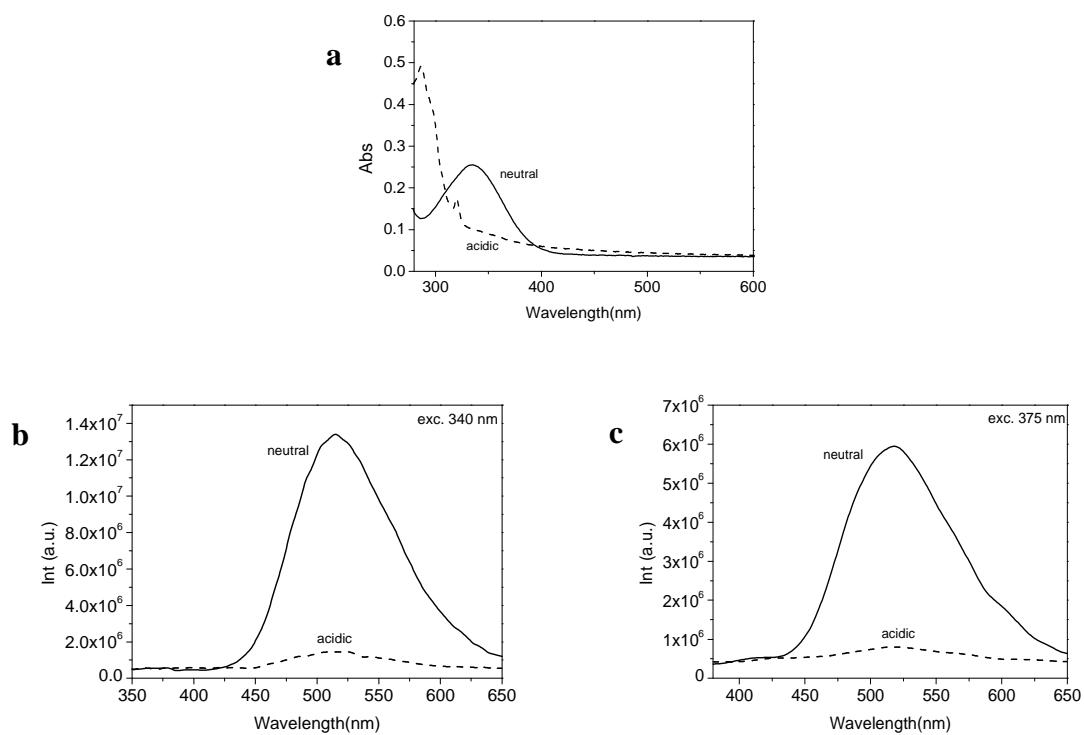 a
0.6
0.5
0.4
0.3
0.2
0.1
0.0
Abs
neutral
acidic
300 400 500 600
Wavelength(nm)
b
exc. 340 nm
1.4x10⁷
1.2x10⁷
1.0x10⁷
8.0x10⁶
6.0x10⁶
4.0x10⁶
2.0x10⁶
0.0
Int (a.u.)
neutral
acidic
350 400 450 500 550 600 650
Wavelength(nm)
c
exc. 375 nm
7x10⁶
6x10⁶
5x10⁶
4x10⁶
3x10⁶
2x10⁶
1x10⁶
0
Int (a.u.)
neutral
acidic
400 450 500 550 600 650
Wavelength(nm)